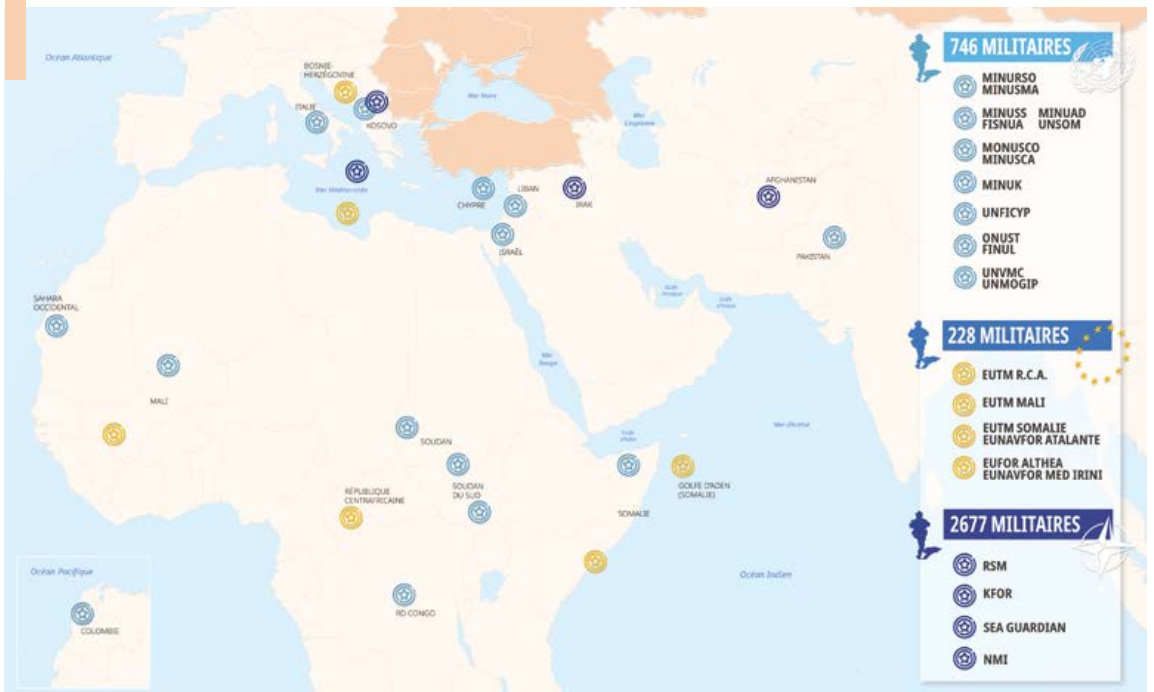 Océan Atlantique
BOSNIE-
HERZÉGOVINE
Mer Noire
ITALIE
KOSOVO
Mer
Caspienne
Mer Méditerranée
CHYPRE
LIBAN
IRAK
AFGHANISTAN
ISRAËL
PAKISTAN
SAHARA
OCCIDENTAL
Golfe
Persique
Golfe
d'Oman
Mer
Rouge
MALI
SOUDAN
Mer d'Arabie
Golfe
d'Aden
RÉPUBLIQUE
CENTRAFRICAINE
SOUDAN
DU SUD
GOLFE D'ADEN
(SOMALIE)
SOMALIE
Océan Pacifique
Océan Indien
RD CONGO
COLOMBIE
746 MILITAIRES
MINURSO
MINUSMA
MINUSS MINUAD
FISNUA UNSOM
MONUSCO
MINUSCA
MINUK
UNFICYP
ONUST
FINUL
UNVMC
UNMOGIP
228 MILITAIRES
EUTM R.C.A.
EUTM MALI
EUTM SOMALIE
EUNAVFOR ATALANTE
EUFOR ALTHEA
EUNAVFOR MED IRINI
2677 MILITAIRES
RSM
KFOR
SEA GUARDIAN
NMI